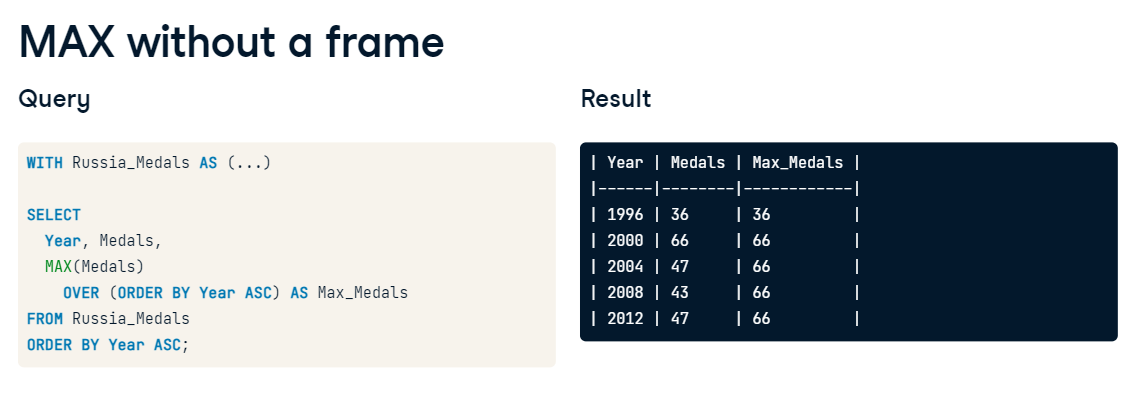 MAX without a frame
Query
WITH Russia_Medals AS (...)
SELECT
  Year, Medals,
  MAX(Medals)
    OVER (ORDER BY Year ASC) AS Max_Medals
FROM Russia_Medals
ORDER BY Year ASC;
Result
| Year | Medals | Max_Medals |
|------|--------|------------|
| 1996 | 36     | 36         |
| 2000 | 66     | 66         |
| 2004 | 47     | 66         |
| 2008 | 43     | 66         |
| 2012 | 47     | 66         |